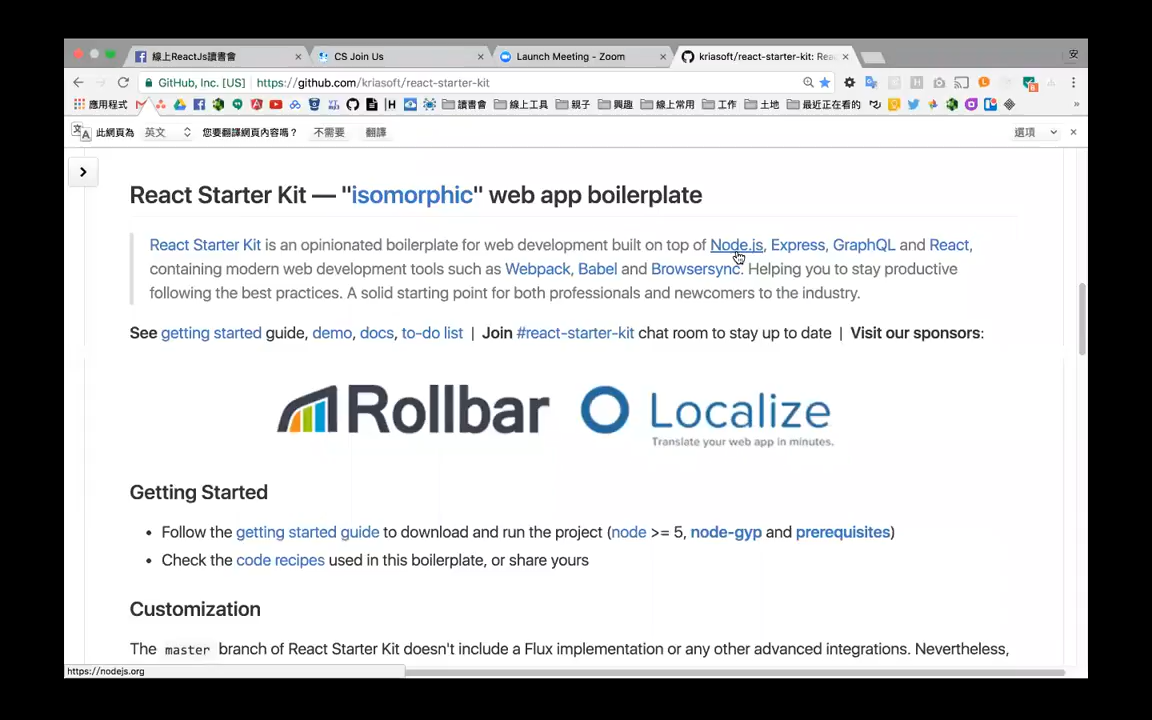 線上ReactJs讀書會
CS Join Us
Launch Meeting - Zoom
kriasoft/react-starter-kit: Rea
安
GitHub, Inc. [US]
https://github.com/kriasoft/react-starter-kit
應用程式
讀書會
線上工具
親子
興趣
線上常用
工作
土地
最近正在看的
此網頁為
英文
您要翻譯網頁內容嗎？
不需要
翻譯
選項
React Starter Kit — "isomorphic" web app boilerplate
React Starter Kit is an opinionated boilerplate for web development built on top of Node.js, Express, GraphQL and React,
containing modern web development tools such as Webpack, Babel and Browsersync. Helping you to stay productive
following the best practices. A solid starting point for both professionals and newcomers to the industry.
See getting started guide, demo, docs, to-do list | Join #react-starter-kit chat room to stay up to date | Visit our sponsors:
Rollbar
Localize
Translate your web app in minutes.
Getting Started
• Follow the getting started guide to download and run the project (node >= 5, node-gyp and prerequisites)
• Check the code recipes used in this boilerplate, or share yours
Customization
The master branch of React Starter Kit doesn't include a Flux implementation or any other advanced integrations. Nevertheless,
https://nodejs.org